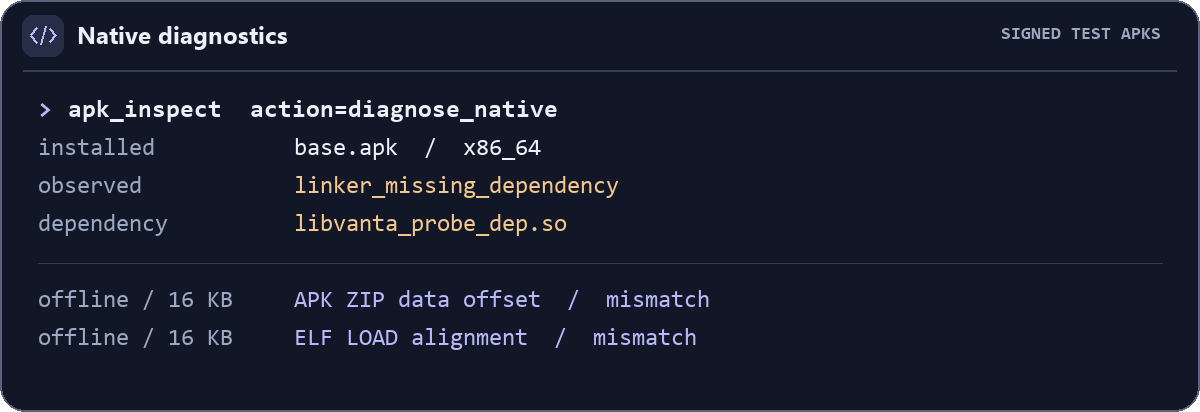 </> Native diagnostics SIGNED TEST APKS
> apk_inspect action=diagnose_native
installed base.apk / x86_64
observed linker_missing_dependency
dependency libvanta_probe_dep.so
offline / 16 KB APK ZIP data offset / mismatch
offline / 16 KB ELF LOAD alignment / mismatch